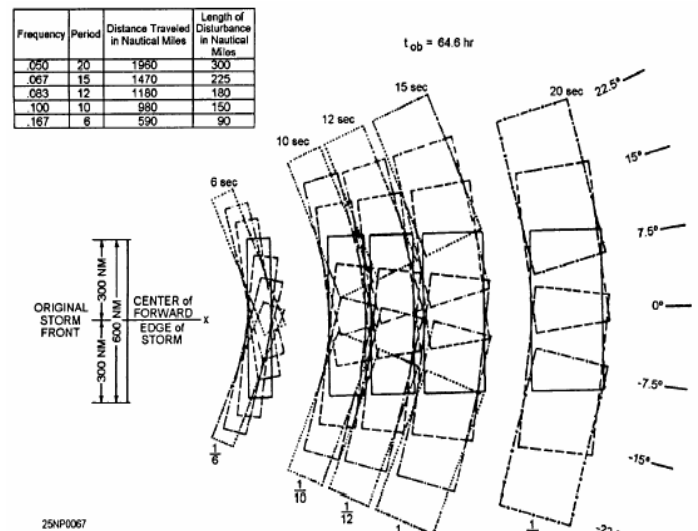 Frequency Period Distance Traveled in Nautical Miles Length of Disturbance in Nautical Miles
.050 20 1960 300
.067 15 1470 225
.083 12 1180 180
.100 10 980 150
.167 6 590 90
t ob = 64.6 hr
6 sec
10 sec
12 sec
15 sec
20 sec
22.5°
15°
7.5°
0°
-7.5°
-15°
ORIGINAL
STORM
FRONT
300 NM
300 NM
600 NM
CENTER of
FORWARD
EDGE of
STORM
x
1/6
1/10
1/12
25NP0067